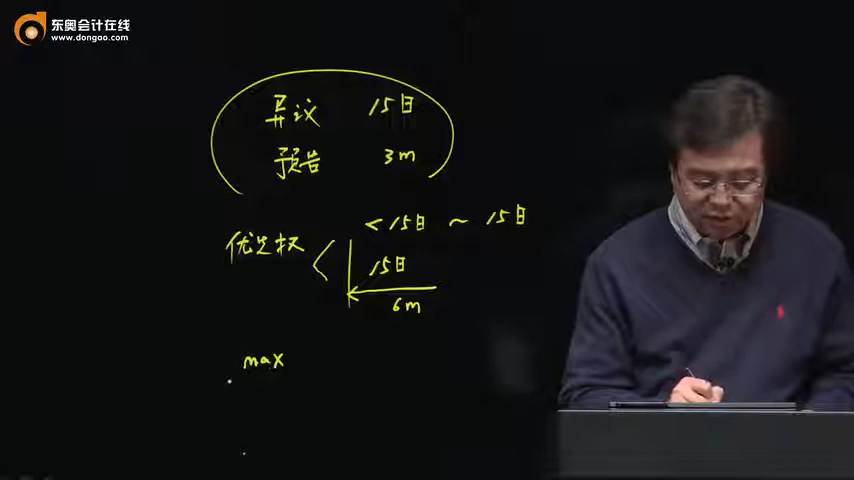 东奥会计在线
www.dongao.com
异议 15日
预告 3m
优先权 < <15日 ~ 15日
15日
6m
max